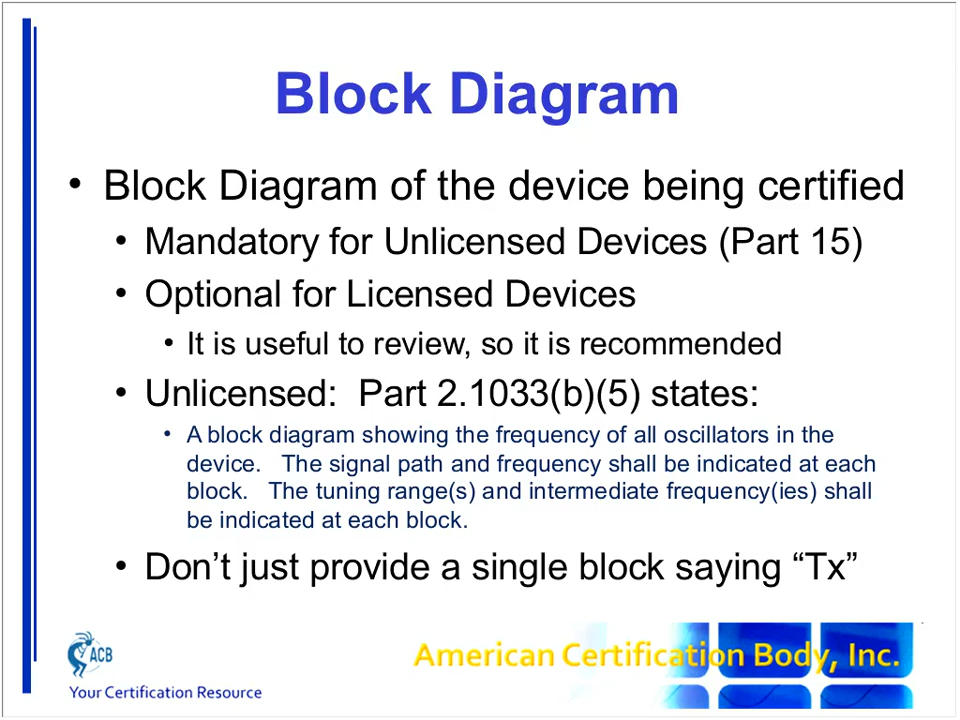 Block Diagram
• Block Diagram of the device being certified
• Mandatory for Unlicensed Devices (Part 15)
• Optional for Licensed Devices
• It is useful to review, so it is recommended
• Unlicensed:  Part 2.1033(b)(5) states:
• A block diagram showing the frequency of all oscillators in the
device.   The signal path and frequency shall be indicated at each
block.   The tuning range(s) and intermediate frequency(ies) shall
be indicated at each block.
• Don’t just provide a single block saying “Tx”
ACB
American Certification Body, Inc.
Your Certification Resource